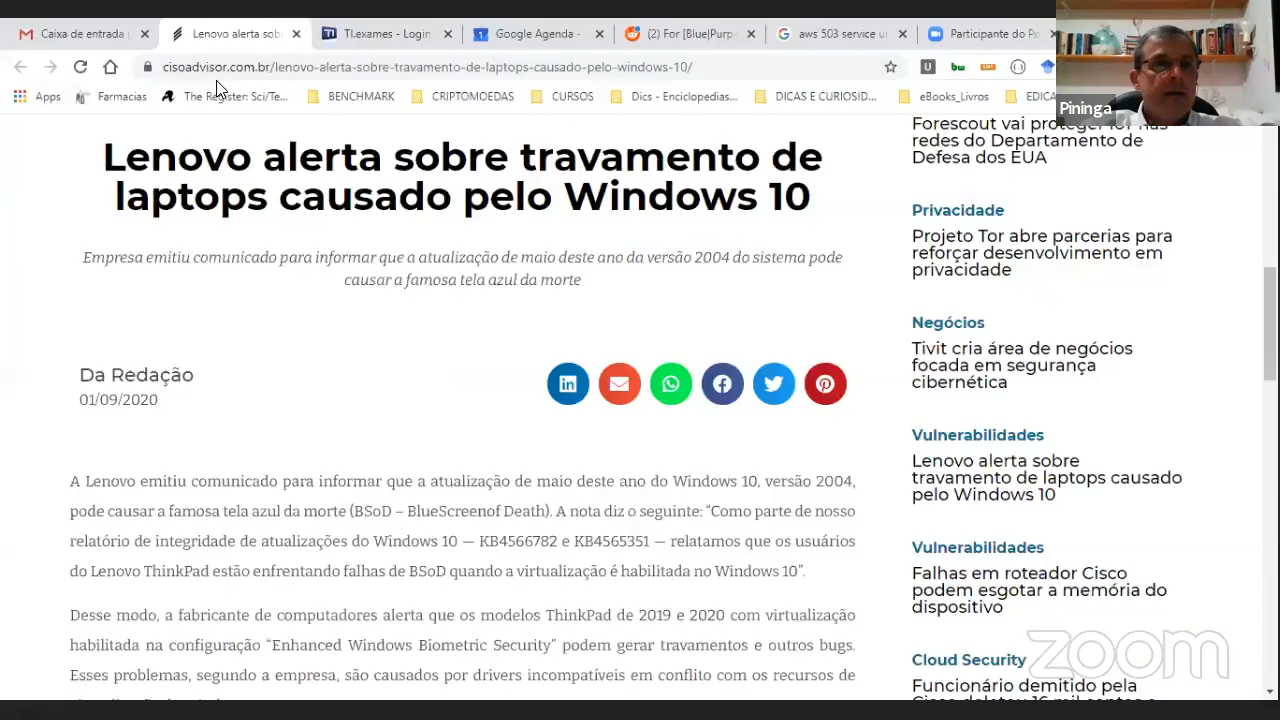 Caixa de entrada
Lenovo alerta sob
TI.exames - Login
Google Agenda -
(2) For [Blue|Purp
aws 503 service u
Participante do Po
cisoadvisor.com.br/lenovo-alerta-sobre-travamento-de-laptops-causado-pelo-windows-10/
Apps
Farmacias
The Register: Sci/Te...
BENCHMARK
CRIPTOMOEDAS
CURSOS
Dics - Enciclopedias...
DICAS E CURIOSID...
eBooks_Livros
EDICA
Pininga
Lenovo alerta sobre travamento de
laptops causado pelo Windows 10
Empresa emitiu comunicado para informar que a atualização de maio deste ano da versão 2004 do sistema pode
causar a famosa tela azul da morte
Da Redação
01/09/2020
A Lenovo emitiu comunicado para informar que a atualização de maio deste ano do Windows 10, versão 2004,
pode causar a famosa tela azul da morte (BSoD – BlueScreenof Death). A nota diz o seguinte: “Como parte de nosso
relatório de integridade de atualizações do Windows 10 — KB4566782 e KB4565351 — relatamos que os usuários
do Lenovo ThinkPad estão enfrentando falhas de BSoD quando a virtualização é habilitada no Windows 10”.
Desse modo, a fabricante de computadores alerta que os modelos ThinkPad de 2019 e 2020 com virtualização
habilitada na configuração “Enhanced Windows Biometric Security” podem gerar travamentos e outros bugs.
Esses problemas, segundo a empresa, são causados por drivers incompatíveis em conflito com os recursos de
Forescout vai proteger IoT nas
redes do Departamento de
Defesa dos EUA
Privacidade
Projeto Tor abre parcerias para
reforçar desenvolvimento em
privacidade
Negócios
Tivit cria área de negócios
focada em segurança
cibernética
Vulnerabilidades
Lenovo alerta sobre
travamento de laptops causado
pelo Windows 10
Vulnerabilidades
Falhas em roteador Cisco
podem esgotar a memória do
dispositivo
Cloud Security
Funcionário demitido pela
zoom